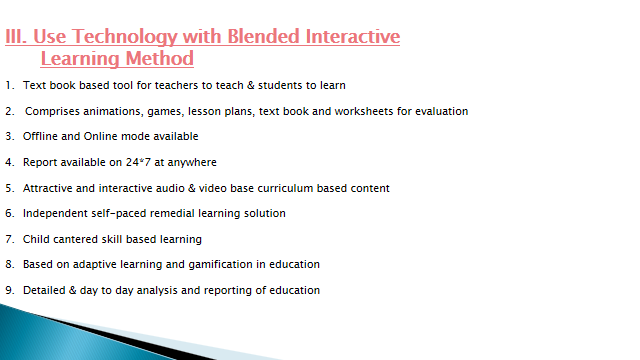 III. Use Technology with Blended Interactive
Learning Method
1. Text book based tool for teachers to teach & students to learn
2. Comprises animations, games, lesson plans, text book and worksheets for evaluation
3. Offline and Online mode available
4. Report available on 24*7 at anywhere
5. Attractive and interactive audio & video base curriculum based content
6. Independent self-paced remedial learning solution
7. Child cantered skill based learning
8. Based on adaptive learning and gamification in education
9. Detailed & day to day analysis and reporting of education